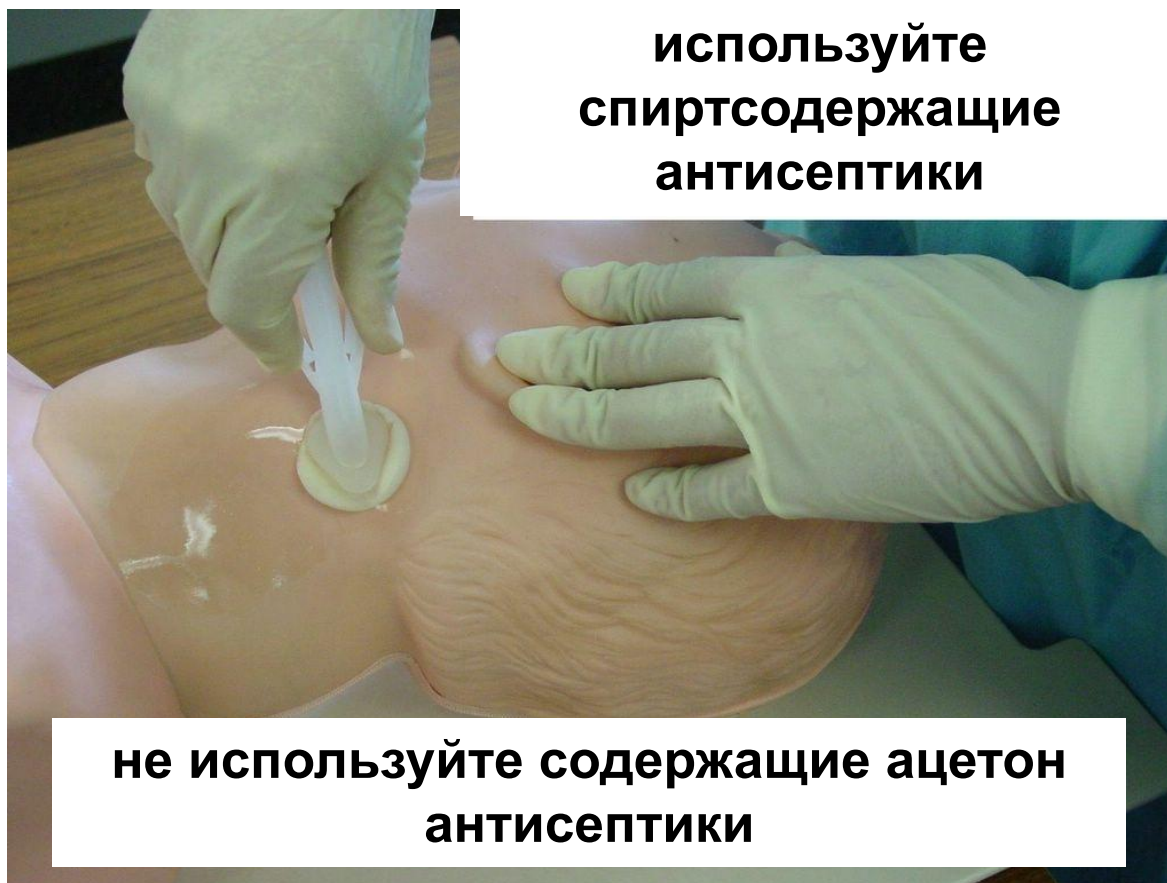 используйте
спиртсодержащие
антисептики
не используйте содержащие ацетон
антисептики